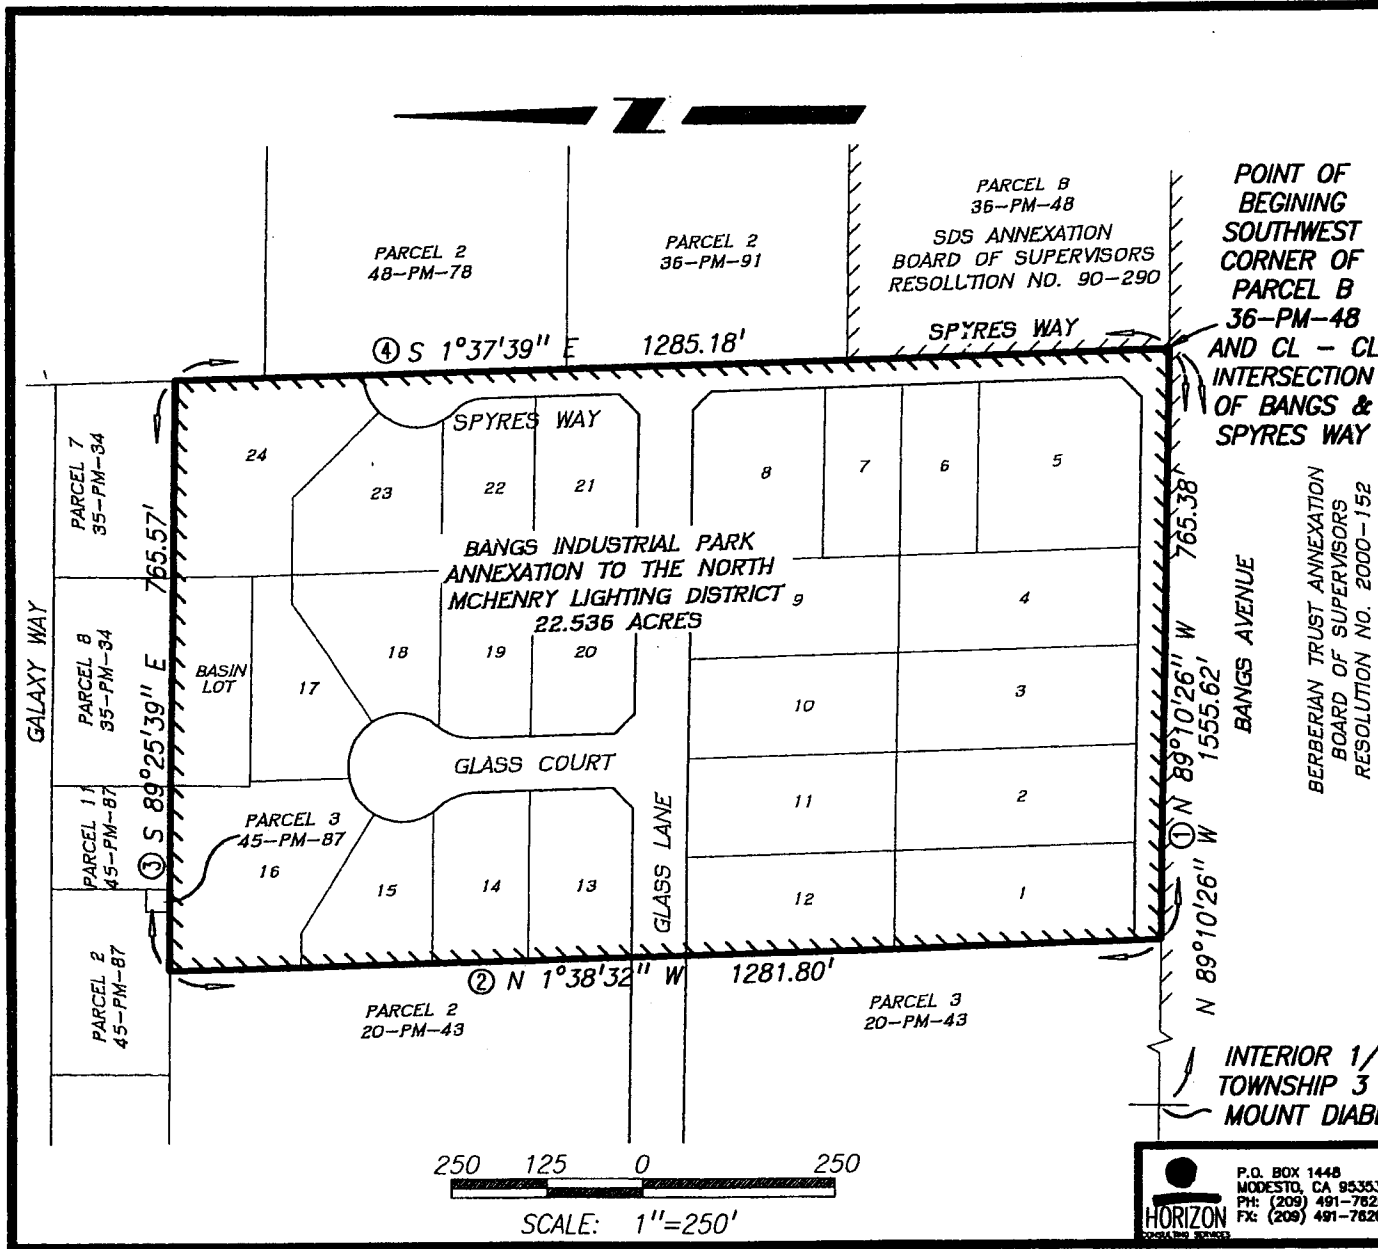 Z
PARCEL B
36-PM-48
SDS ANNEXATION
BOARD OF SUPERVISORS
RESOLUTION NO. 90-290
PARCEL 2
48-PM-78
PARCEL 2
36-PM-91
POINT OF
BEGINING
SOUTHWEST
CORNER OF
PARCEL B
36-PM-48
AND CL - CL
INTERSECTION
OF BANGS &
SPYRES WAY
SPYRES WAY
④ S 1°37'39" E 1285.18'
SPYRES WAY
24
23
22
21
8
7
6
5
PARCEL 7
35-PM-34
765.57'
765.38'
BANGS INDUSTRIAL PARK
ANNEXATION TO THE NORTH
MCHENRY LIGHTING DISTRICT
22.536 ACRES
9
4
BERBERIAN TRUST ANNEXATION
BOARD OF SUPERVISORS
RESOLUTION NO. 2000-152
BANGS AVENUE
GALAXY WAY
PARCEL 8
35-PM-34
BASIN
LOT
17
18
19
20
10
3
③ S 89°25'39" E
① N 89°10'26" W
1555.62'
N 89°10'26" W
GLASS COURT
GLASS LANE
11
2
PARCEL 11
45-PM-87
PARCEL 3
45-PM-87
16
15
14
13
12
1
PARCEL 2
45-PM-87
② N 1°38'32" W 1281.80'
PARCEL 2
20-PM-43
PARCEL 3
20-PM-43
INTERIOR 1/
TOWNSHIP 3
MOUNT DIAB
250 125 0 250
SCALE: 1"=250'
HORIZON
CONSULTING SERVICES
P.O. BOX 1448
MODESTO, CA 95353
PH: (209) 491-762
FX: (209) 491-762